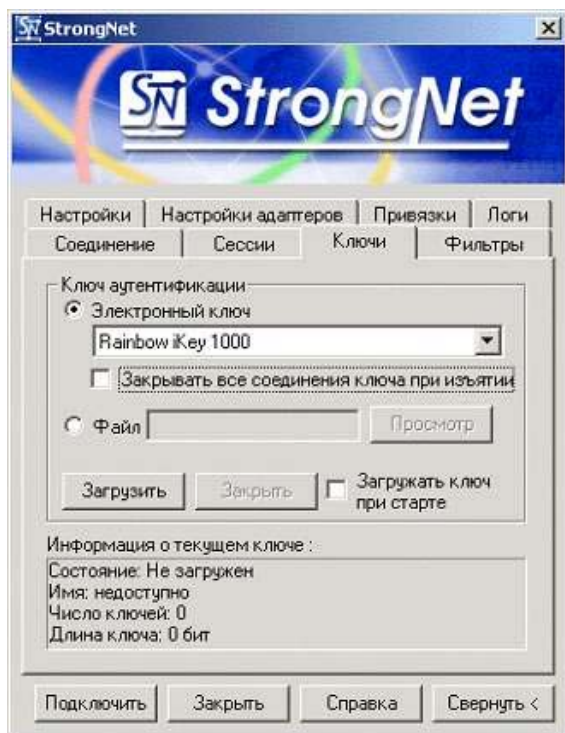 StrongNet
SN StrongNet
Настройки Настройки адаптеров Привязки Логи
Соединение Сессии Ключи Фильтры
Ключ аутентификации
Электронный ключ
Rainbow iKey 1000
Закрывать все соединения ключа при изъятии
Файл Просмотр
Загрузить Закрыть Загружать ключ
при старте
Информация о текущем ключе :
Состояние: Не загружен
Имя: недоступно
Число ключей: 0
Длина ключа: 0 бит
Подключить Закрыть Справка Свернуть <